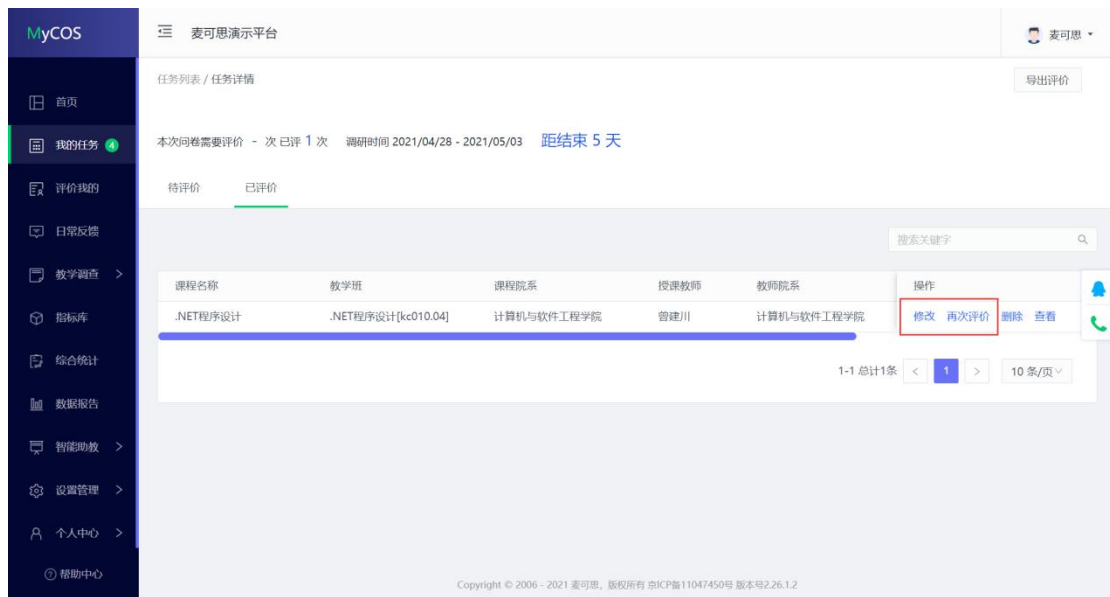 MyCOS
麦可思演示平台
麦可思
任务列表 / 任务详情
导出评价
首页
我的任务 4
评价我的
日常反馈
教学调查
指标库
综合统计
数据报告
智能助教
设置管理
个人中心
帮助中心
本次问卷需要评价 - 次 已评 1 次 调研时间 2021/04/28 - 2021/05/03 距结束 5 天
待评价 已评价
搜索关键字
课程名称 教学班 课程院系 授课教师 教师院系 操作
.NET程序设计 .NET程序设计[kc010.04] 计算机与软件工程学院 曾建川 计算机与软件工程学院 修改 再次评价 删除 查看
1-1 总计1条 < 1 > 10 条/页
Copyright © 2006 - 2021 麦可思, 版权所有 京ICP备11047450号 版本号2.26.1.2